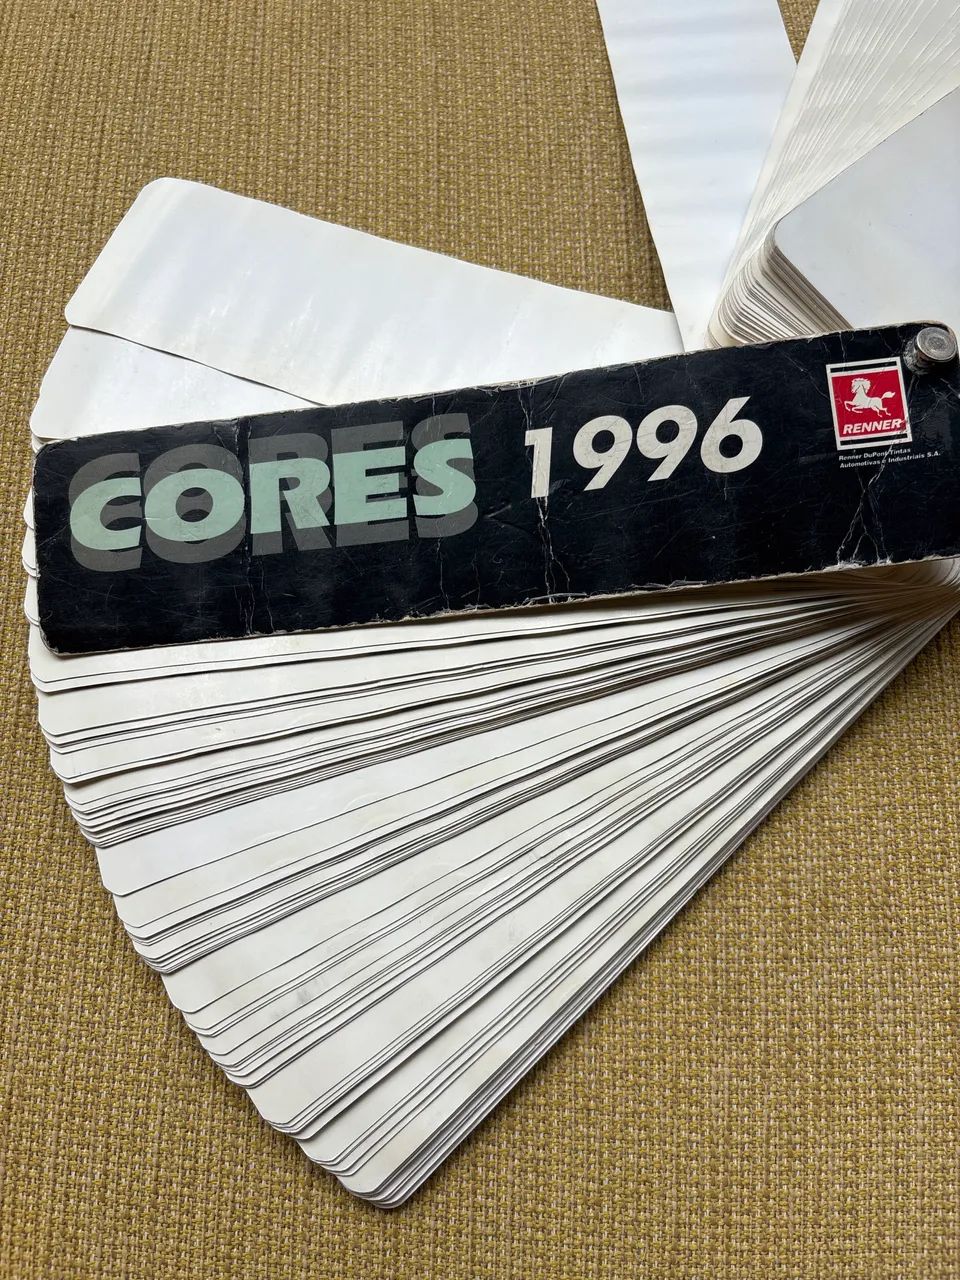 CORES 1996
RENNER
Renner DuPont Tintas
Automotivas e Industriais S.A.